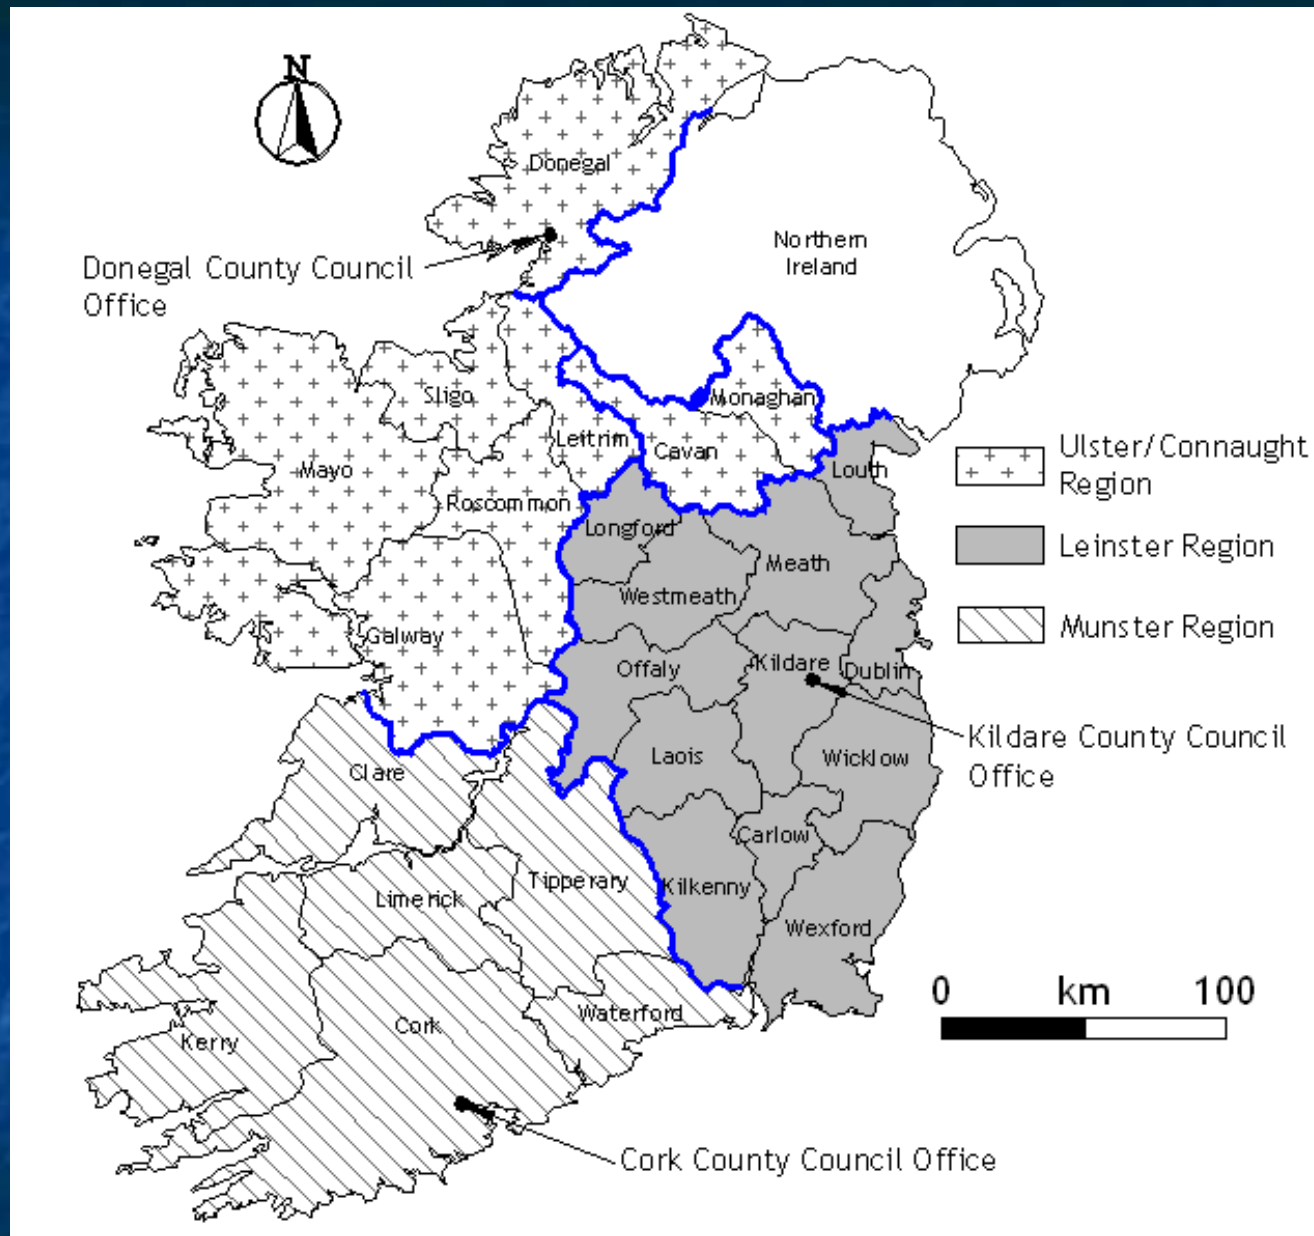 N
Donegal
Northern
Ireland
Donegal County Council
Office
Monaghan
Sligo
Leitrim
Cavan
Mayo
Louth
Ulster/Connaught
Region
Roscommon
Longford
Leinster Region
Meath
Westmeath
Galway
Munster Region
Offaly
Kildare
Dublin
Kildare County Council
Office
Laois
Wicklow
Clare
Carlow
Tipperary
Kilkenny
Limerick
Wexford
0 km 100
Waterford
Cork
Kerry
Cork County Council Office